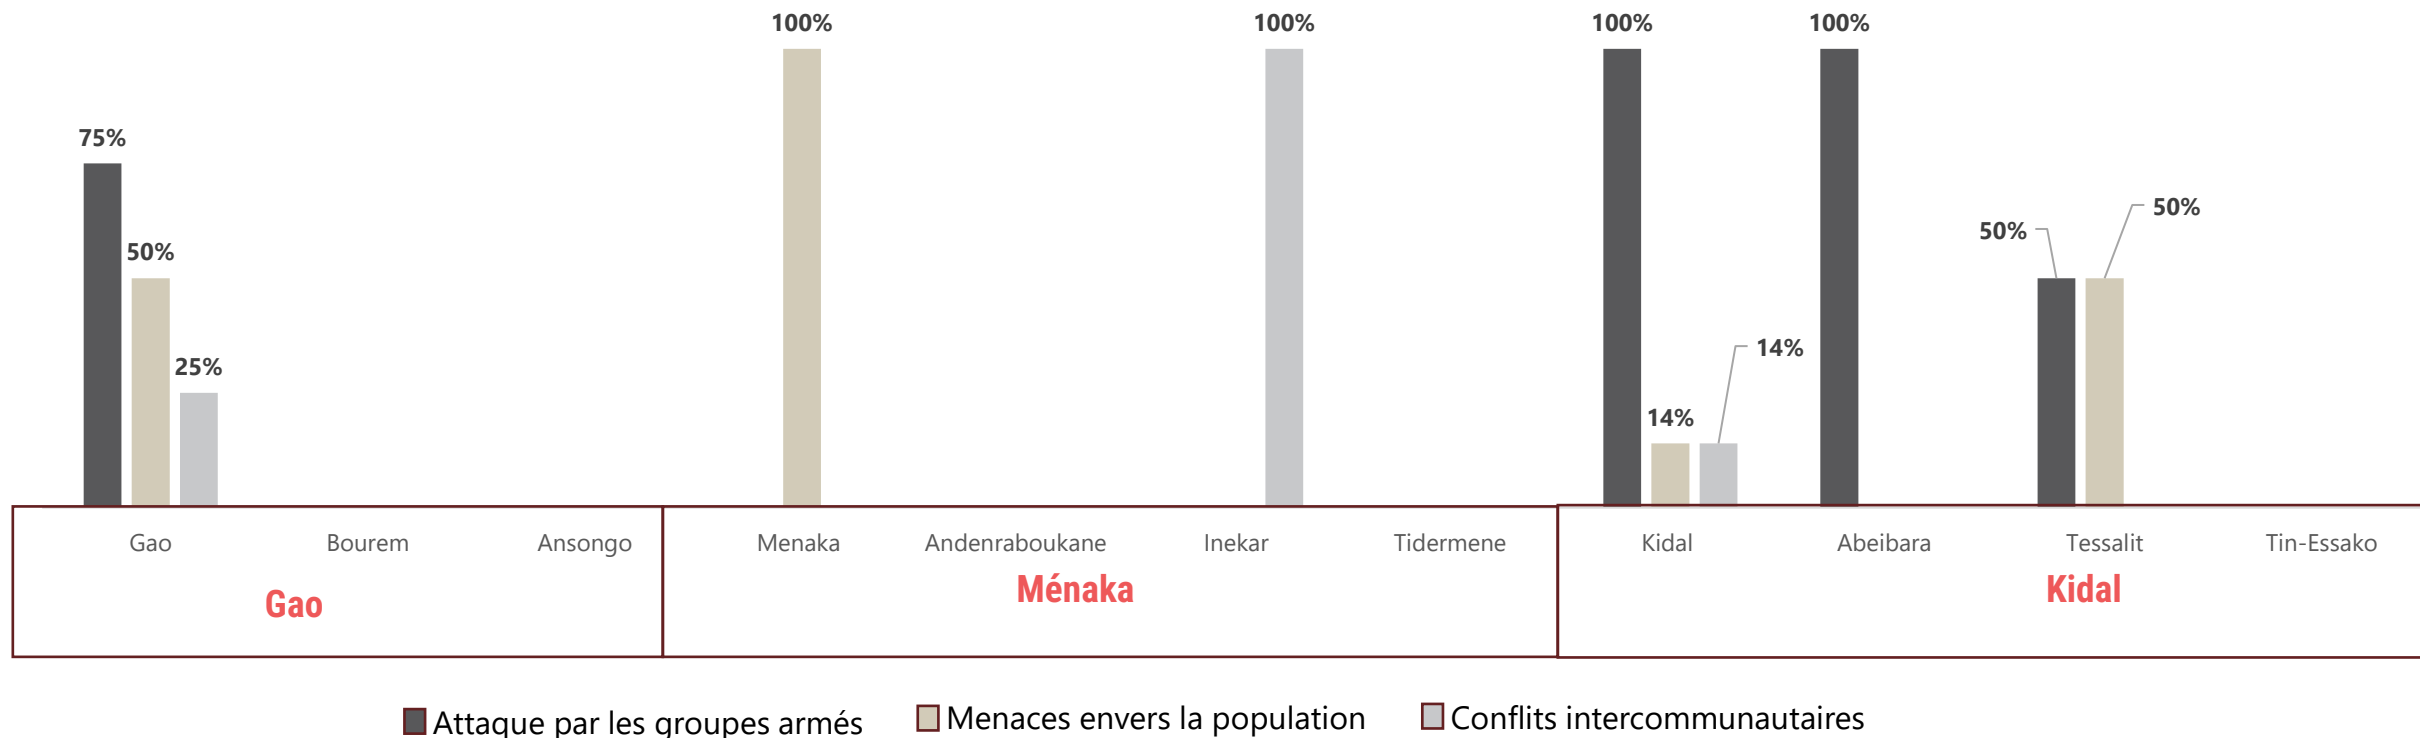 100%
100%
100%
100%
75%
50%
50%
50%
14%
25%
14%
Gao
Bourem
Ansongo
Menaka
Andenraboukane
Inekar
Tidermene
Kidal
Abeibara
Tessalit
Tin-Essako
Gao
Ménaka
Kidal
Attaque par les groupes armés
Menaces envers la population
Conflits intercommunautaires